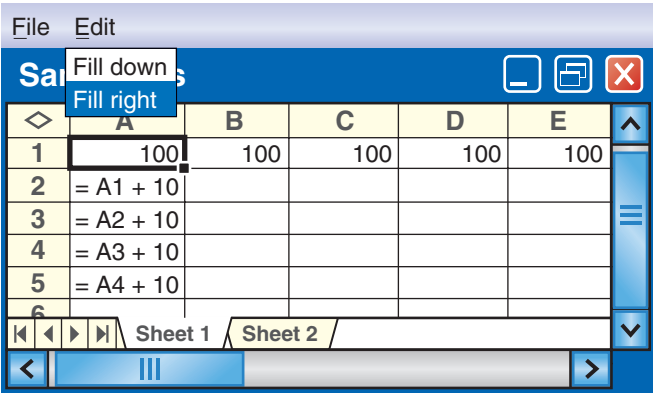 File Edit
Fill down
Fill right
A B C D E
1 100 100 100 100 100
2 = A1 + 10
3 = A2 + 10
4 = A3 + 10
5 = A4 + 10
6
Sheet 1 Sheet 2